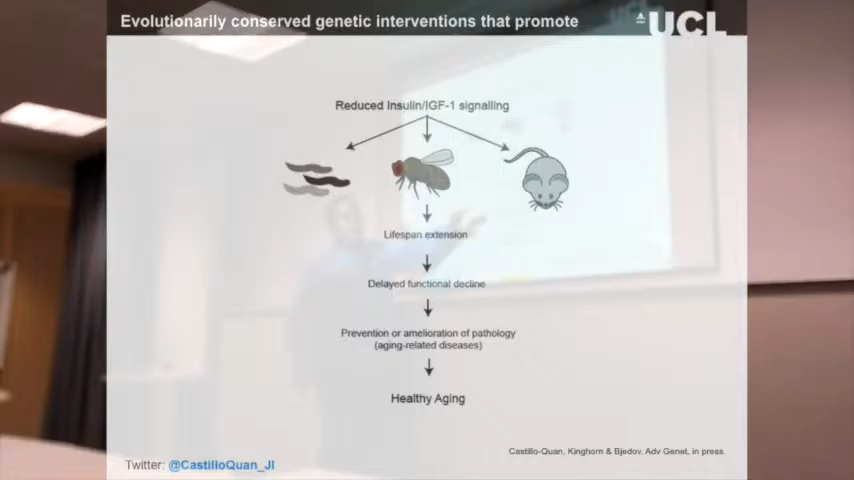 Evolutionarily conserved genetic interventions that promote
UCL
Reduced Insulin/IGF-1 signalling
Lifespan extension
Delayed functional decline
Prevention or amelioration of pathology
(aging-related diseases)
Healthy Aging
Castillo-Quan, Kinghorn & Bjedov. Adv Genet, in press.
Twitter: @CastilloQuan_JI